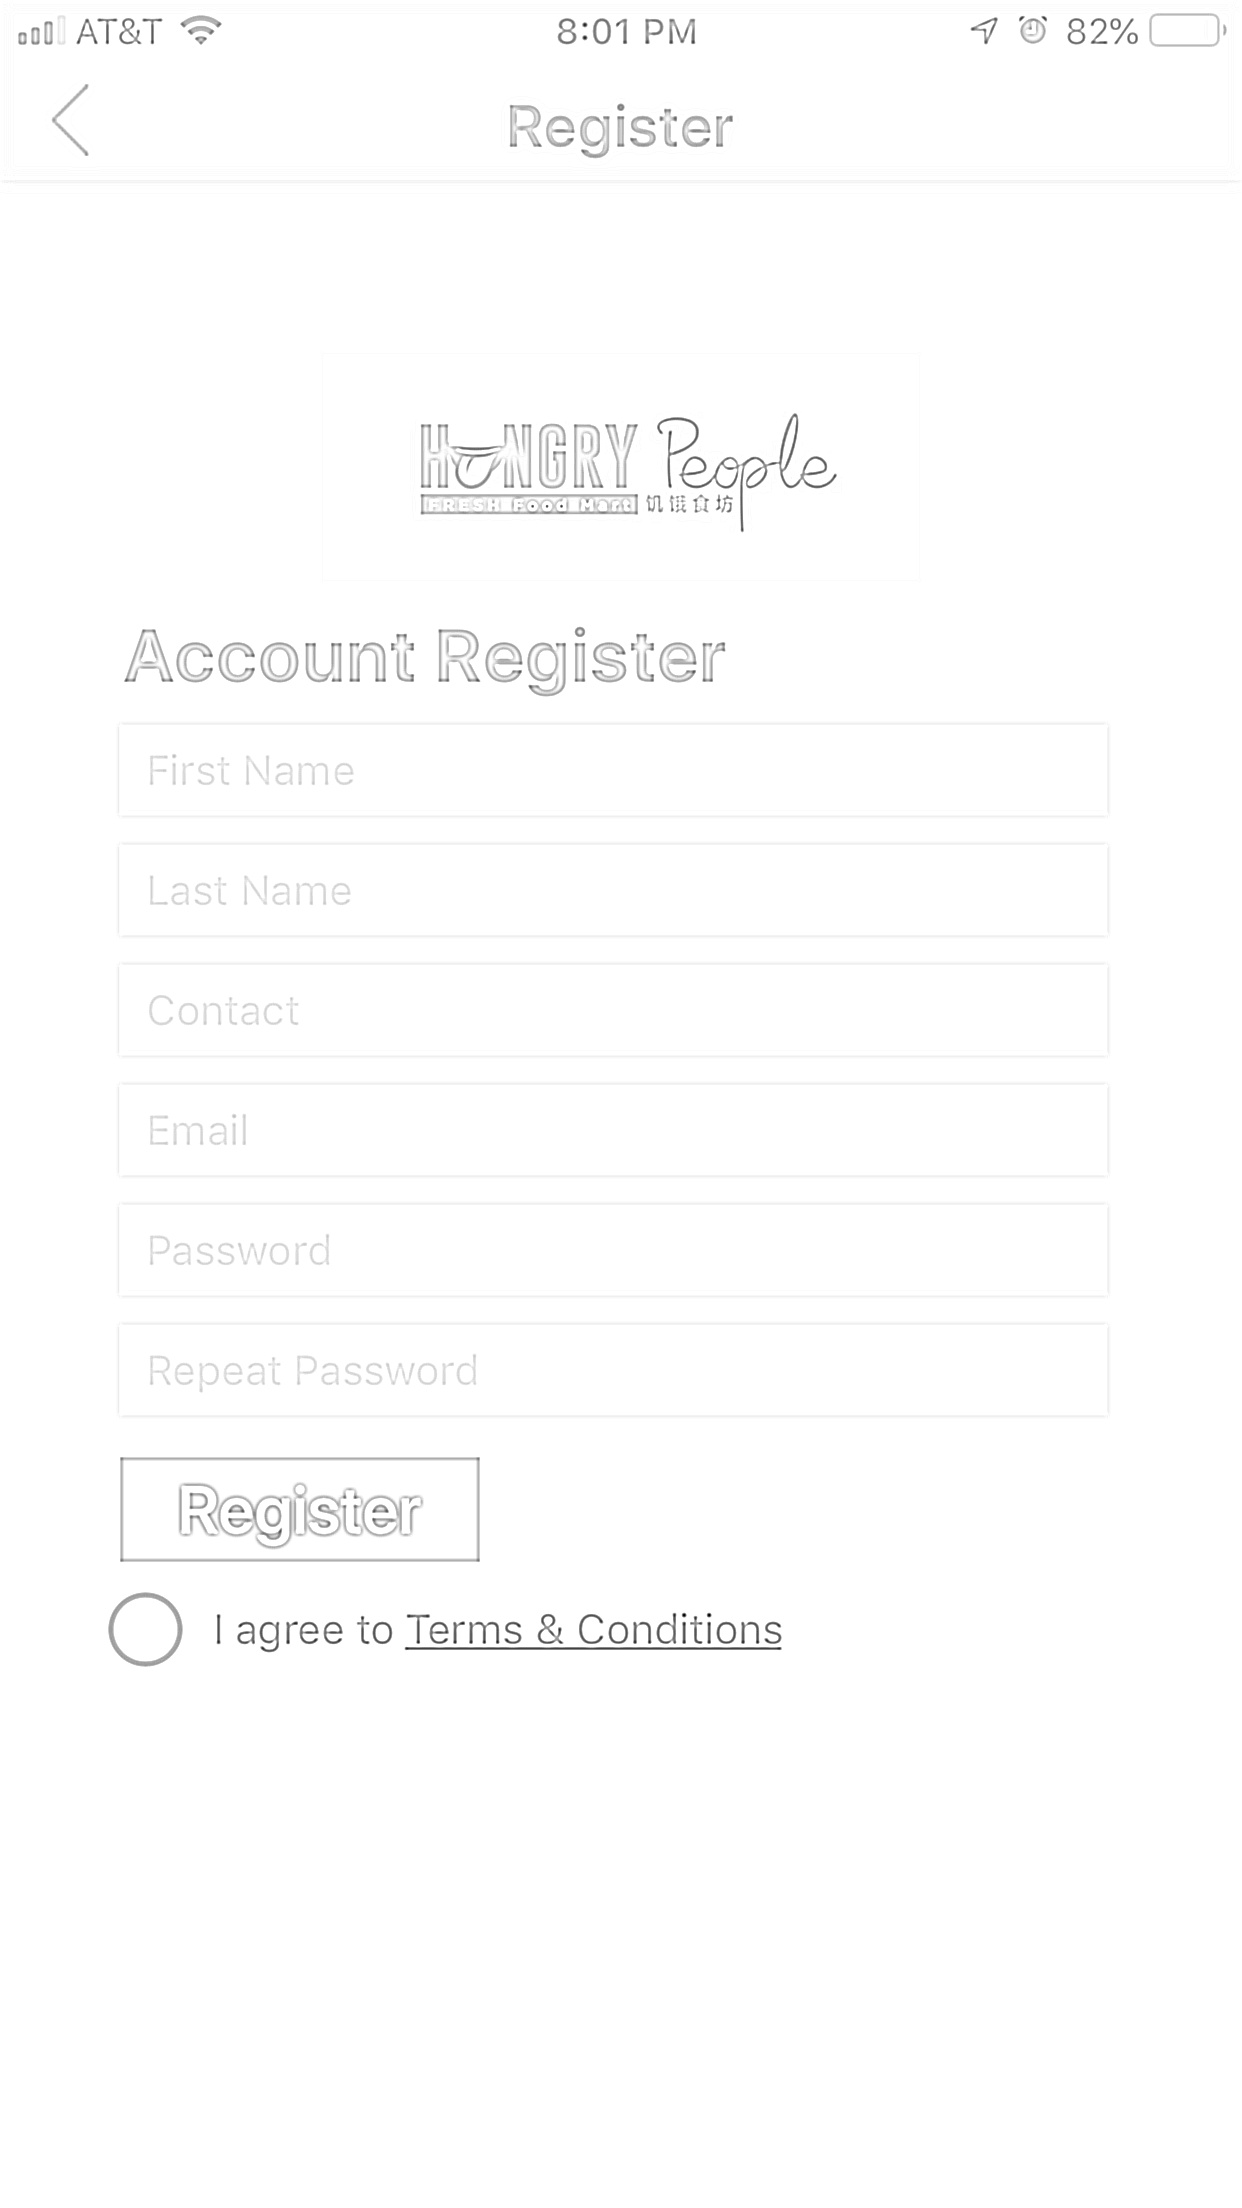 AT&T 8:01 PM 82%
Register
HUNGRY People
FRESH Food Mart 饥饿食坊
Account Register
First Name
Last Name
Contact
Email
Password
Repeat Password
Register
I agree to Terms & Conditions